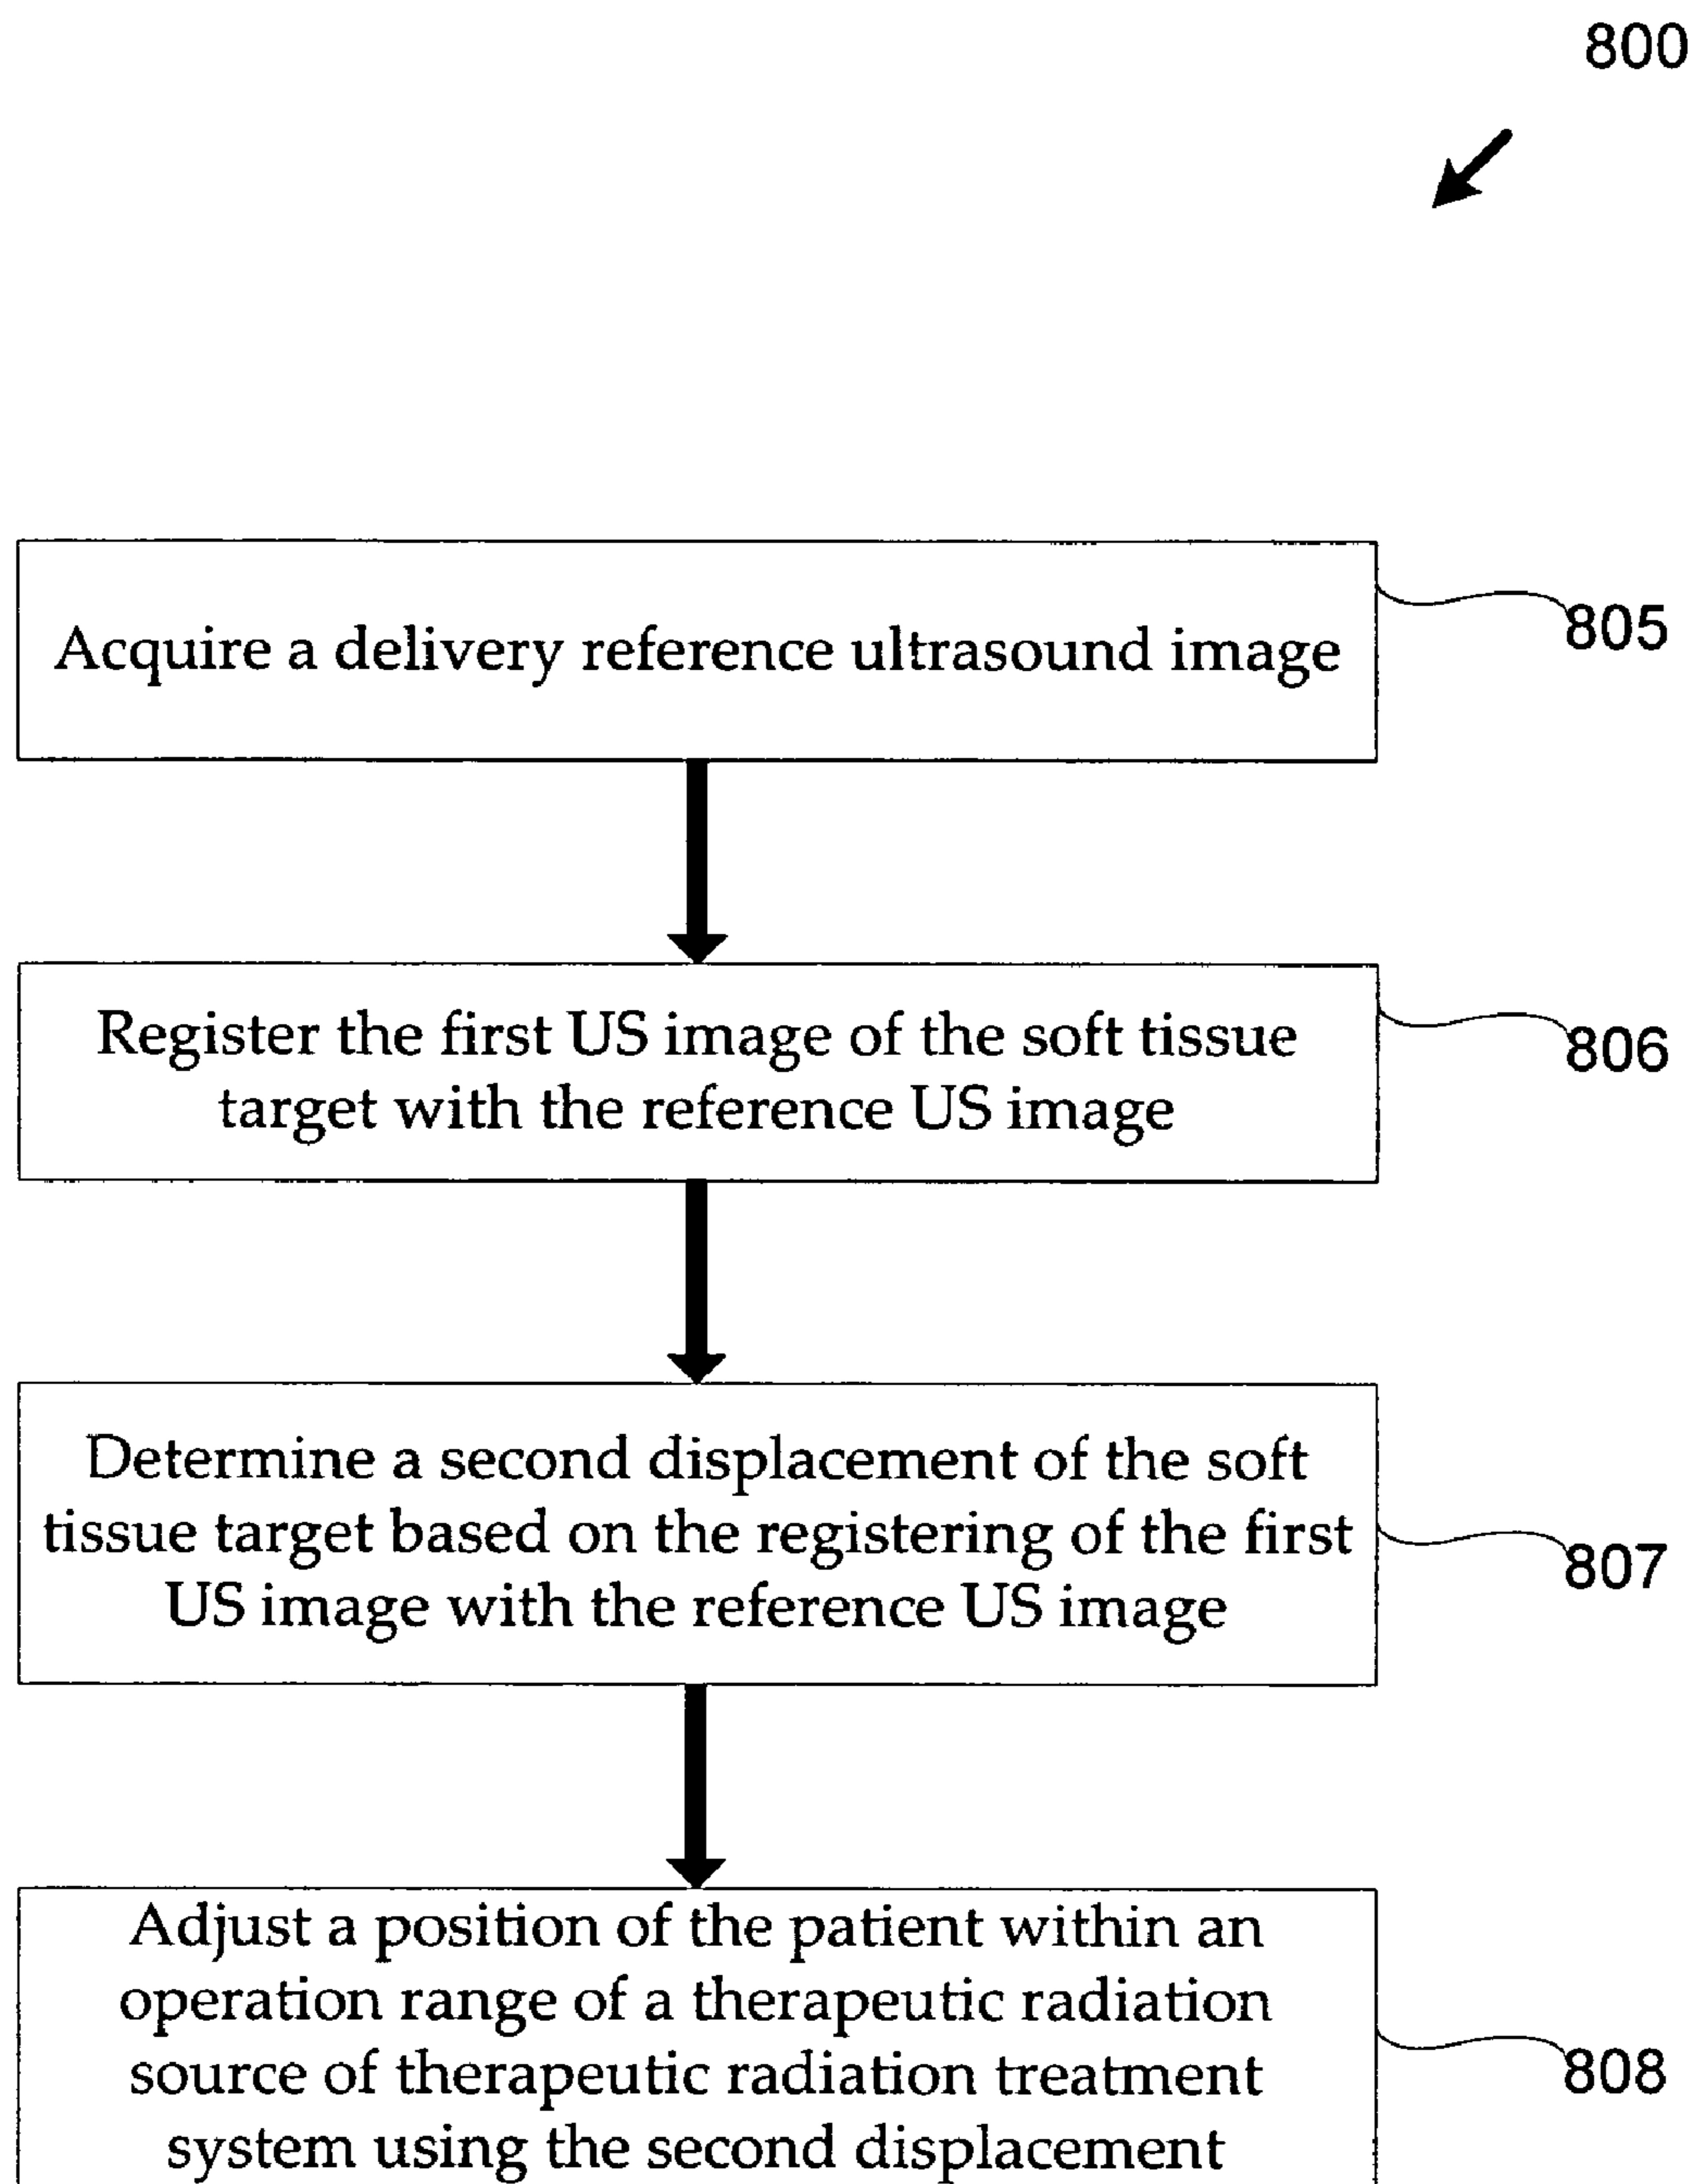 800
Acquire a delivery reference ultrasound image
805
Register the first US image of the soft tissue
target with the reference US image
806
Determine a second displacement of the soft
tissue target based on the registering of the first
US image with the reference US image
807
Adjust a position of the patient within an
operation range of a therapeutic radiation
source of therapeutic radiation treatment
system using the second displacement
808